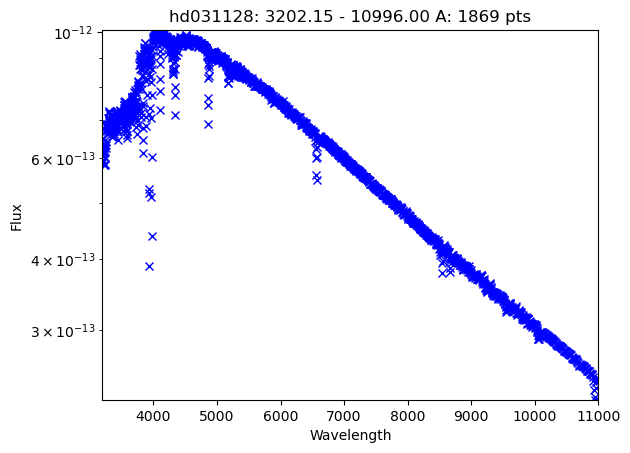 hd031128: 3202.15 - 10996.00 A: 1869 pts
10⁻¹²
6 × 10⁻¹³
4 × 10⁻¹³
3 × 10⁻¹³
Flux
4000 5000 6000 7000 8000 9000 10000 11000
Wavelength